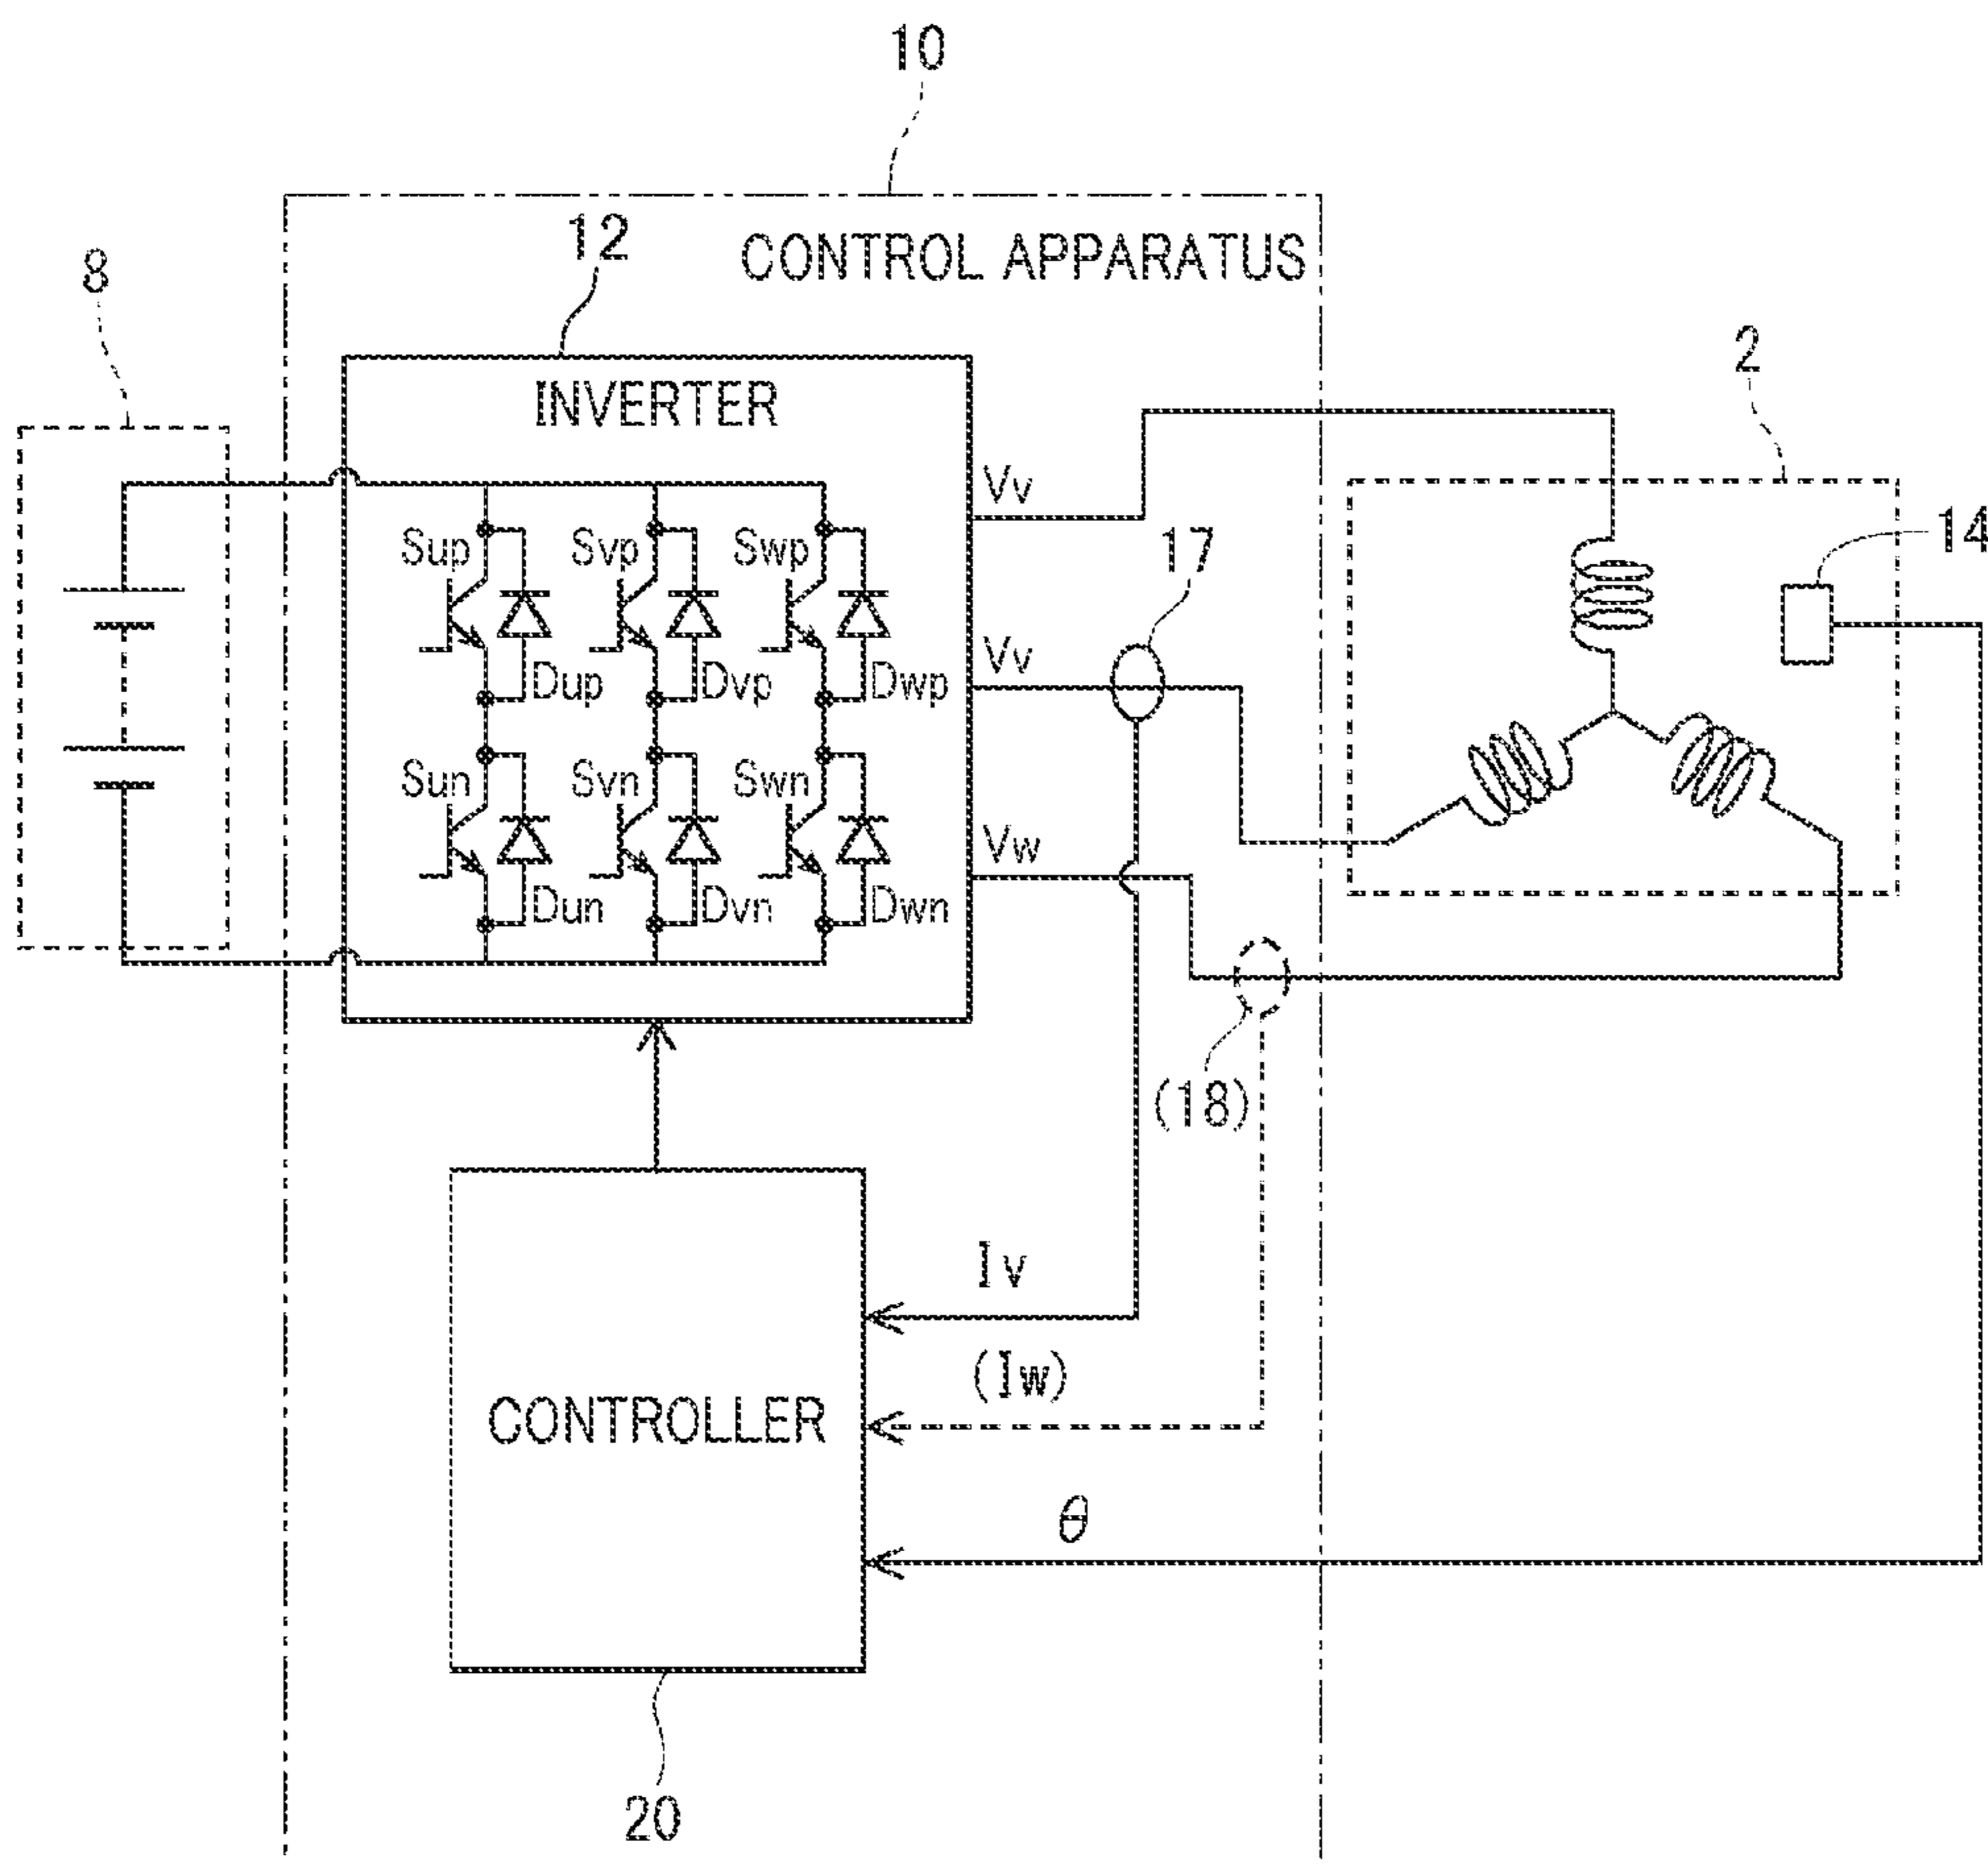 10
12
CONTROL APPARATUS
8
2
INVERTER
Vv
14
Sup Svp Swp
17
Vv
Dup Dvp Dwp
Sun Svn Swn
Vw
Dun Dvn Dwn
(18)
Iv
(Iw)
CONTROLLER
θ
20